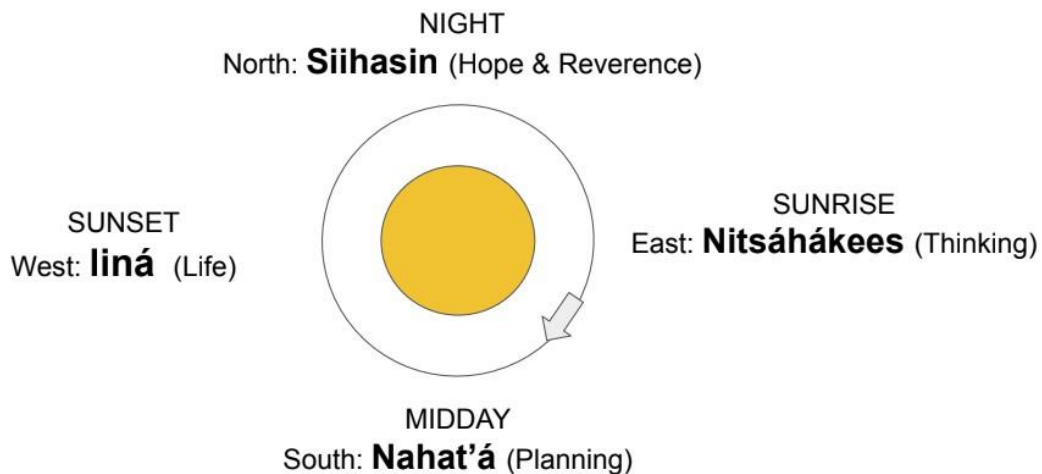 NIGHT
North: Siihasin (Hope & Reverence)
SUNRISE
East: Nitsáhákees (Thinking)
SUNSET
West: Iiná (Life)
MIDDAY
South: Nahat’á (Planning)